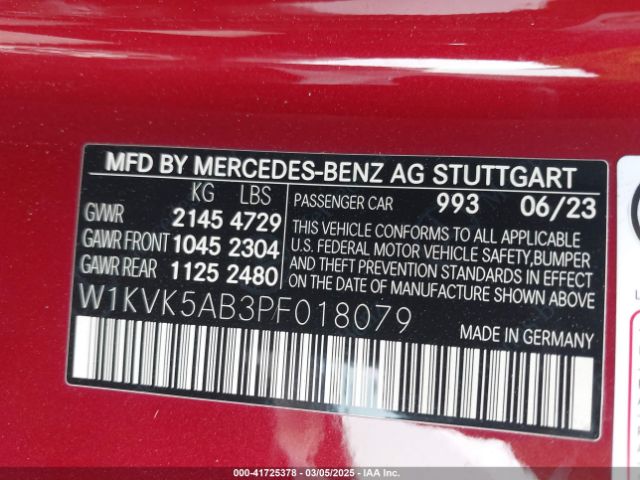 MFD BY MERCEDES-BENZ AG STUTTGART
KG LBS
GVWR 2145 4729
GAWR FRONT 1045 2304
GAWR REAR 1125 2480
PASSENGER CAR 993 06/23
THIS VEHICLE CONFORMS TO ALL APPLICABLE
U.S. FEDERAL MOTOR VEHICLE SAFETY,BUMPER
AND THEFT PREVENTION STANDARDS IN EFFECT
ON THE DATE OF MANUFACTURE SHOWN ABOVE.
W1KVK5AB3PF018079
MADE IN GERMANY
000-41725378 | 03/05/2025 - IAA, Inc.